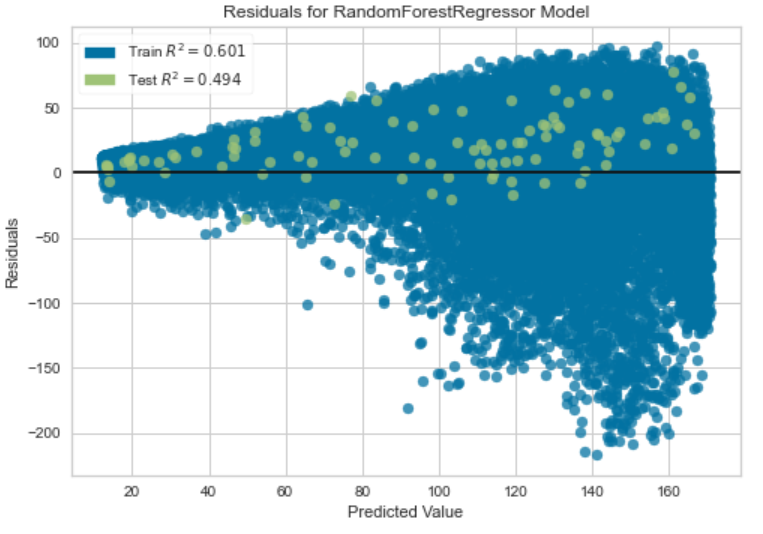 Residuals for RandomForestRegressor Model
Train R² = 0.601
Test R² = 0.494
100
50
0
−50
−100
−150
−200
Residuals
20 40 60 80 100 120 140 160
Predicted Value